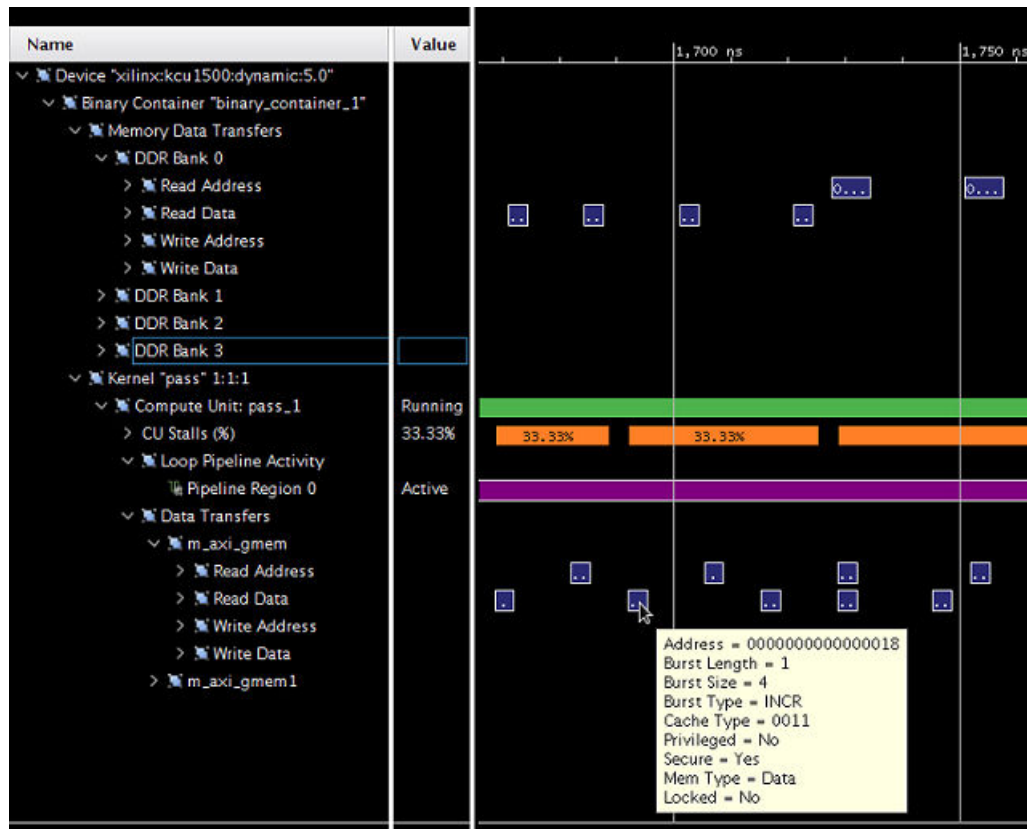 Name Value
1,700 ns 1,750 ns
Device "xilinx:kcu1500:dynamic:5.0"
Binary Container "binary_container_1"
Memory Data Transfers
DDR Bank 0
Read Address 0... 0...
Read Data .. .. .. ..
Write Address
Write Data
DDR Bank 1
DDR Bank 2
DDR Bank 3
Kernel "pass" 1:1:1
Compute Unit: pass_1 Running
CU Stalls (%) 33.33% 33.33% 33.33%
Loop Pipeline Activity
Pipeline Region 0 Active
Data Transfers
m_axi_gmem
Read Address .. . .. ..
Read Data . .. .. .. ..
Write Address
Write Data
m_axi_gmem1
Address = 0000000000000018
Burst Length = 1
Burst Size = 4
Burst Type = INCR
Cache Type = 0011
Privileged = No
Secure = Yes
Mem Type = Data
Locked = No